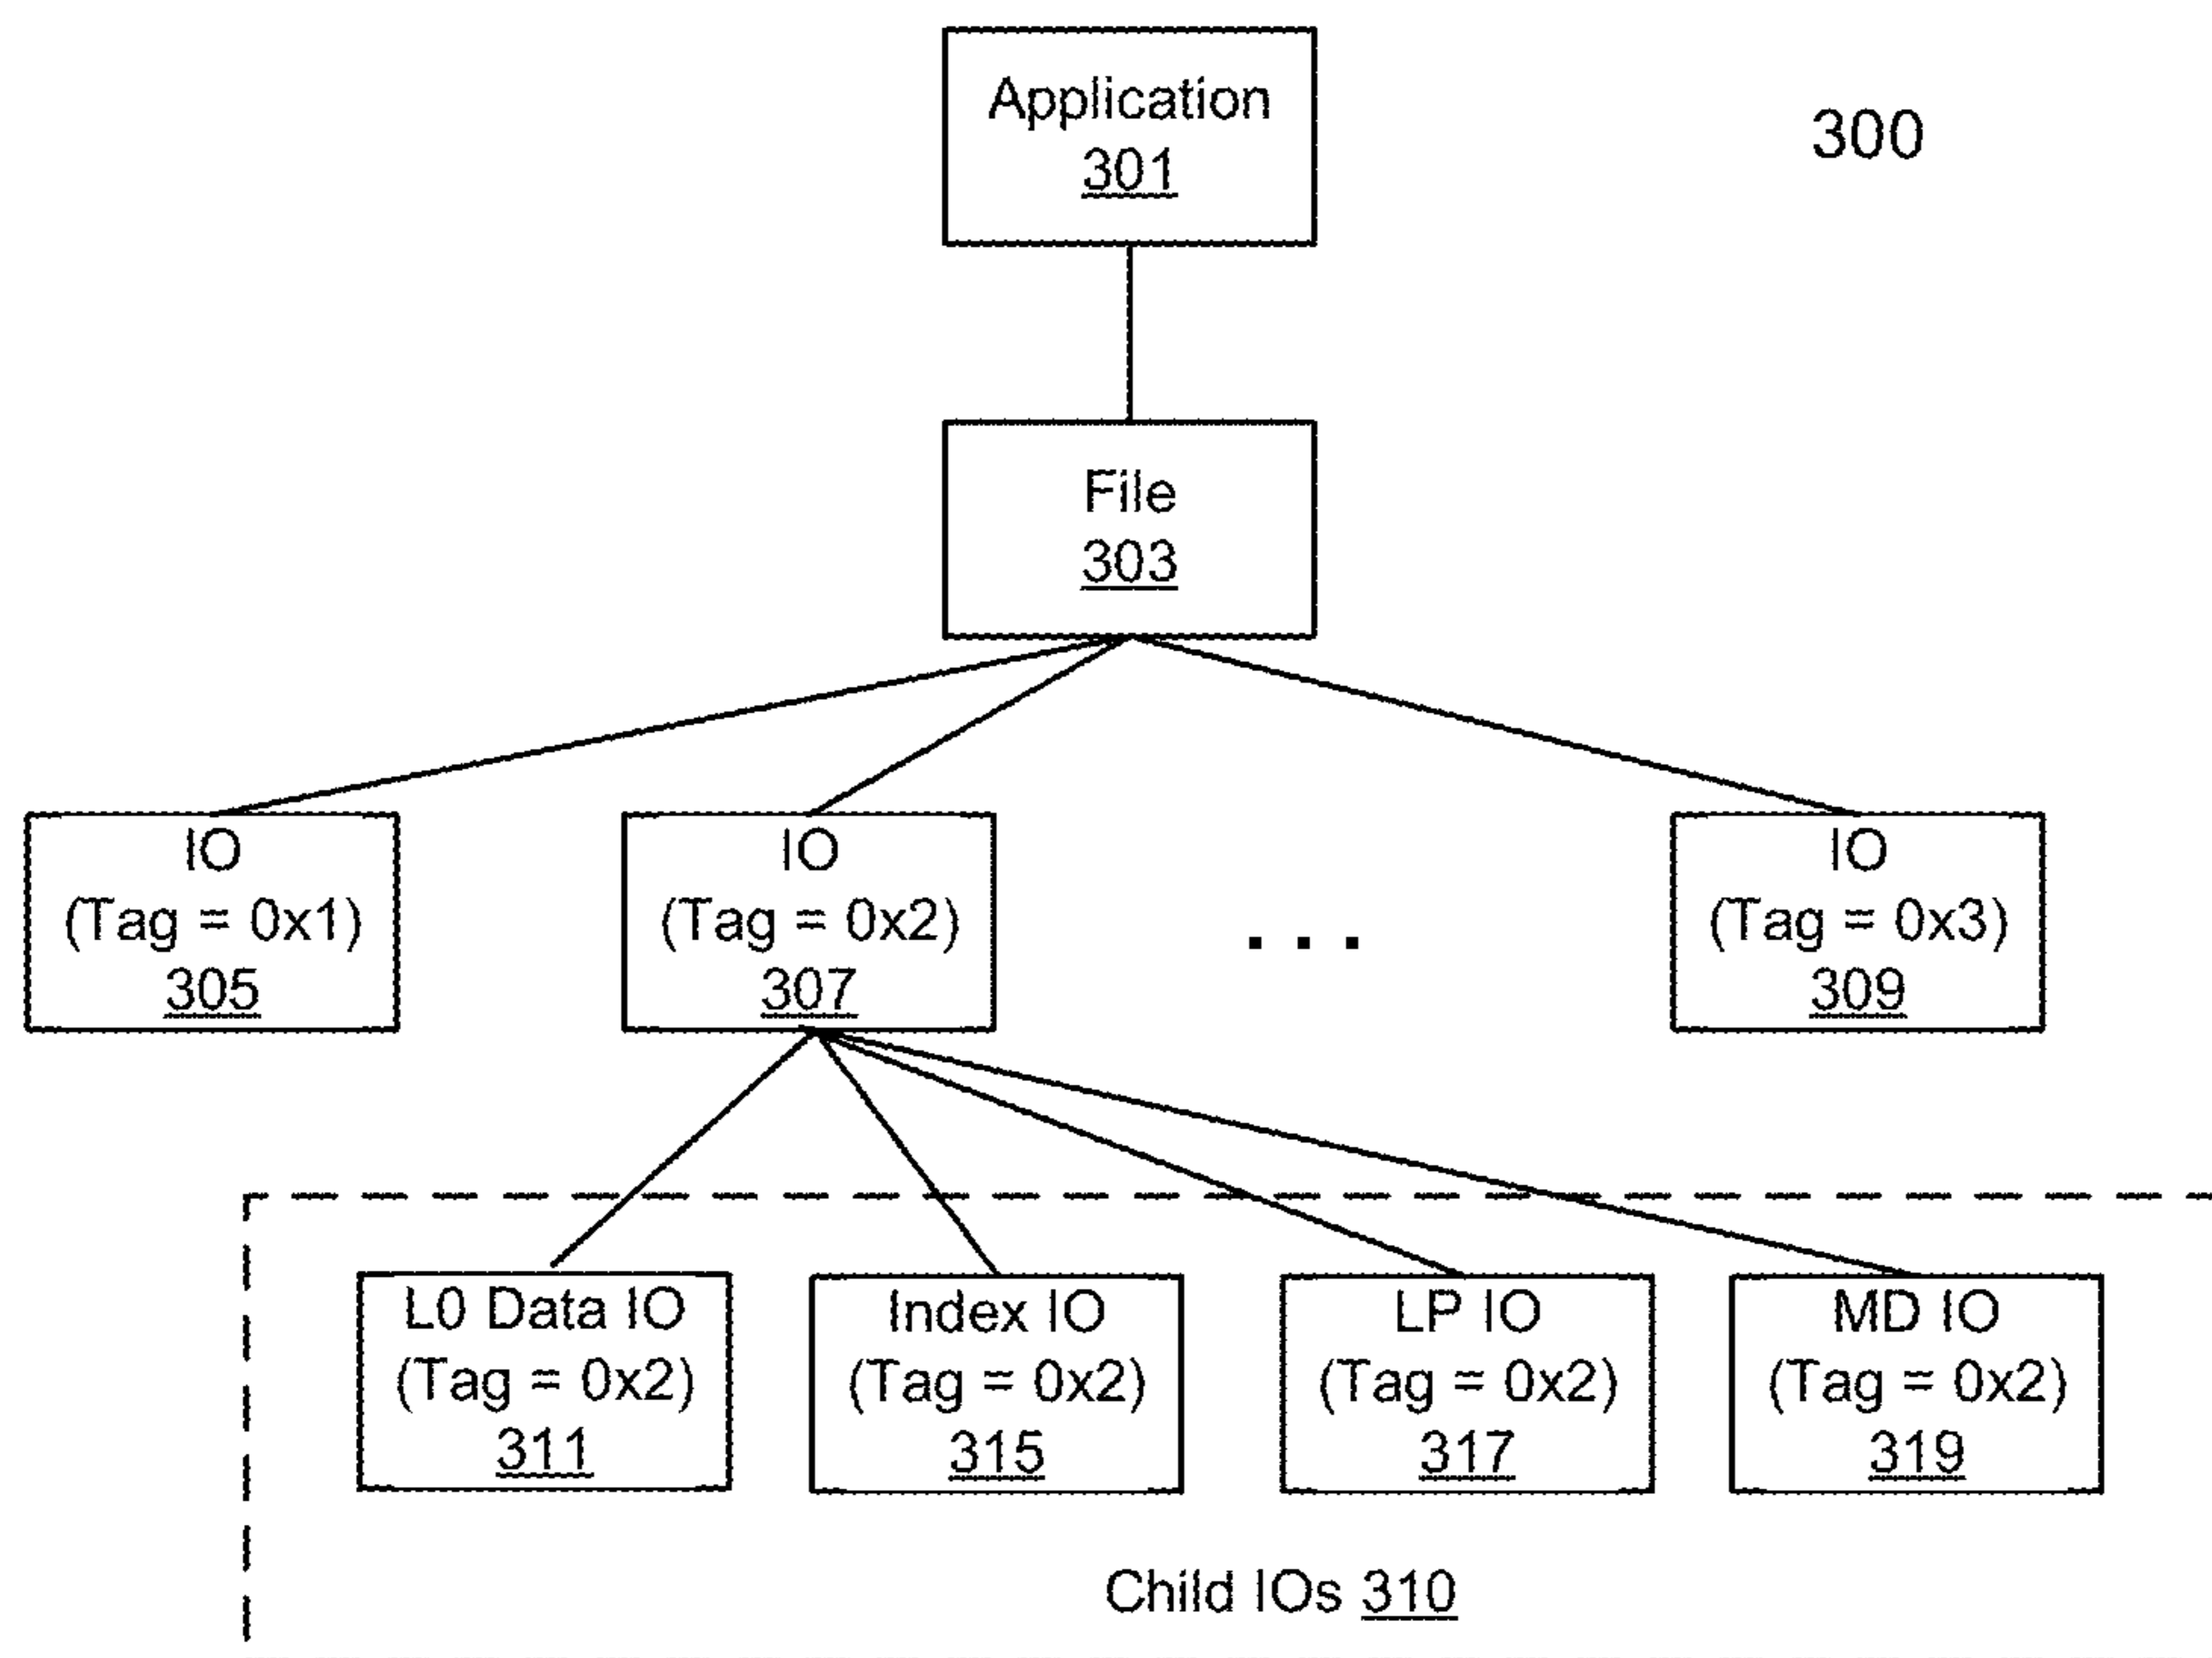 Application
301
300
File
303
IO
(Tag = 0x1)
305
IO
(Tag = 0x2)
307
. . .
IO
(Tag = 0x3)
309
L0 Data IO
(Tag = 0x2)
311
Index IO
(Tag = 0x2)
315
LP IO
(Tag = 0x2)
317
MD IO
(Tag = 0x2)
319
Child IOs 310